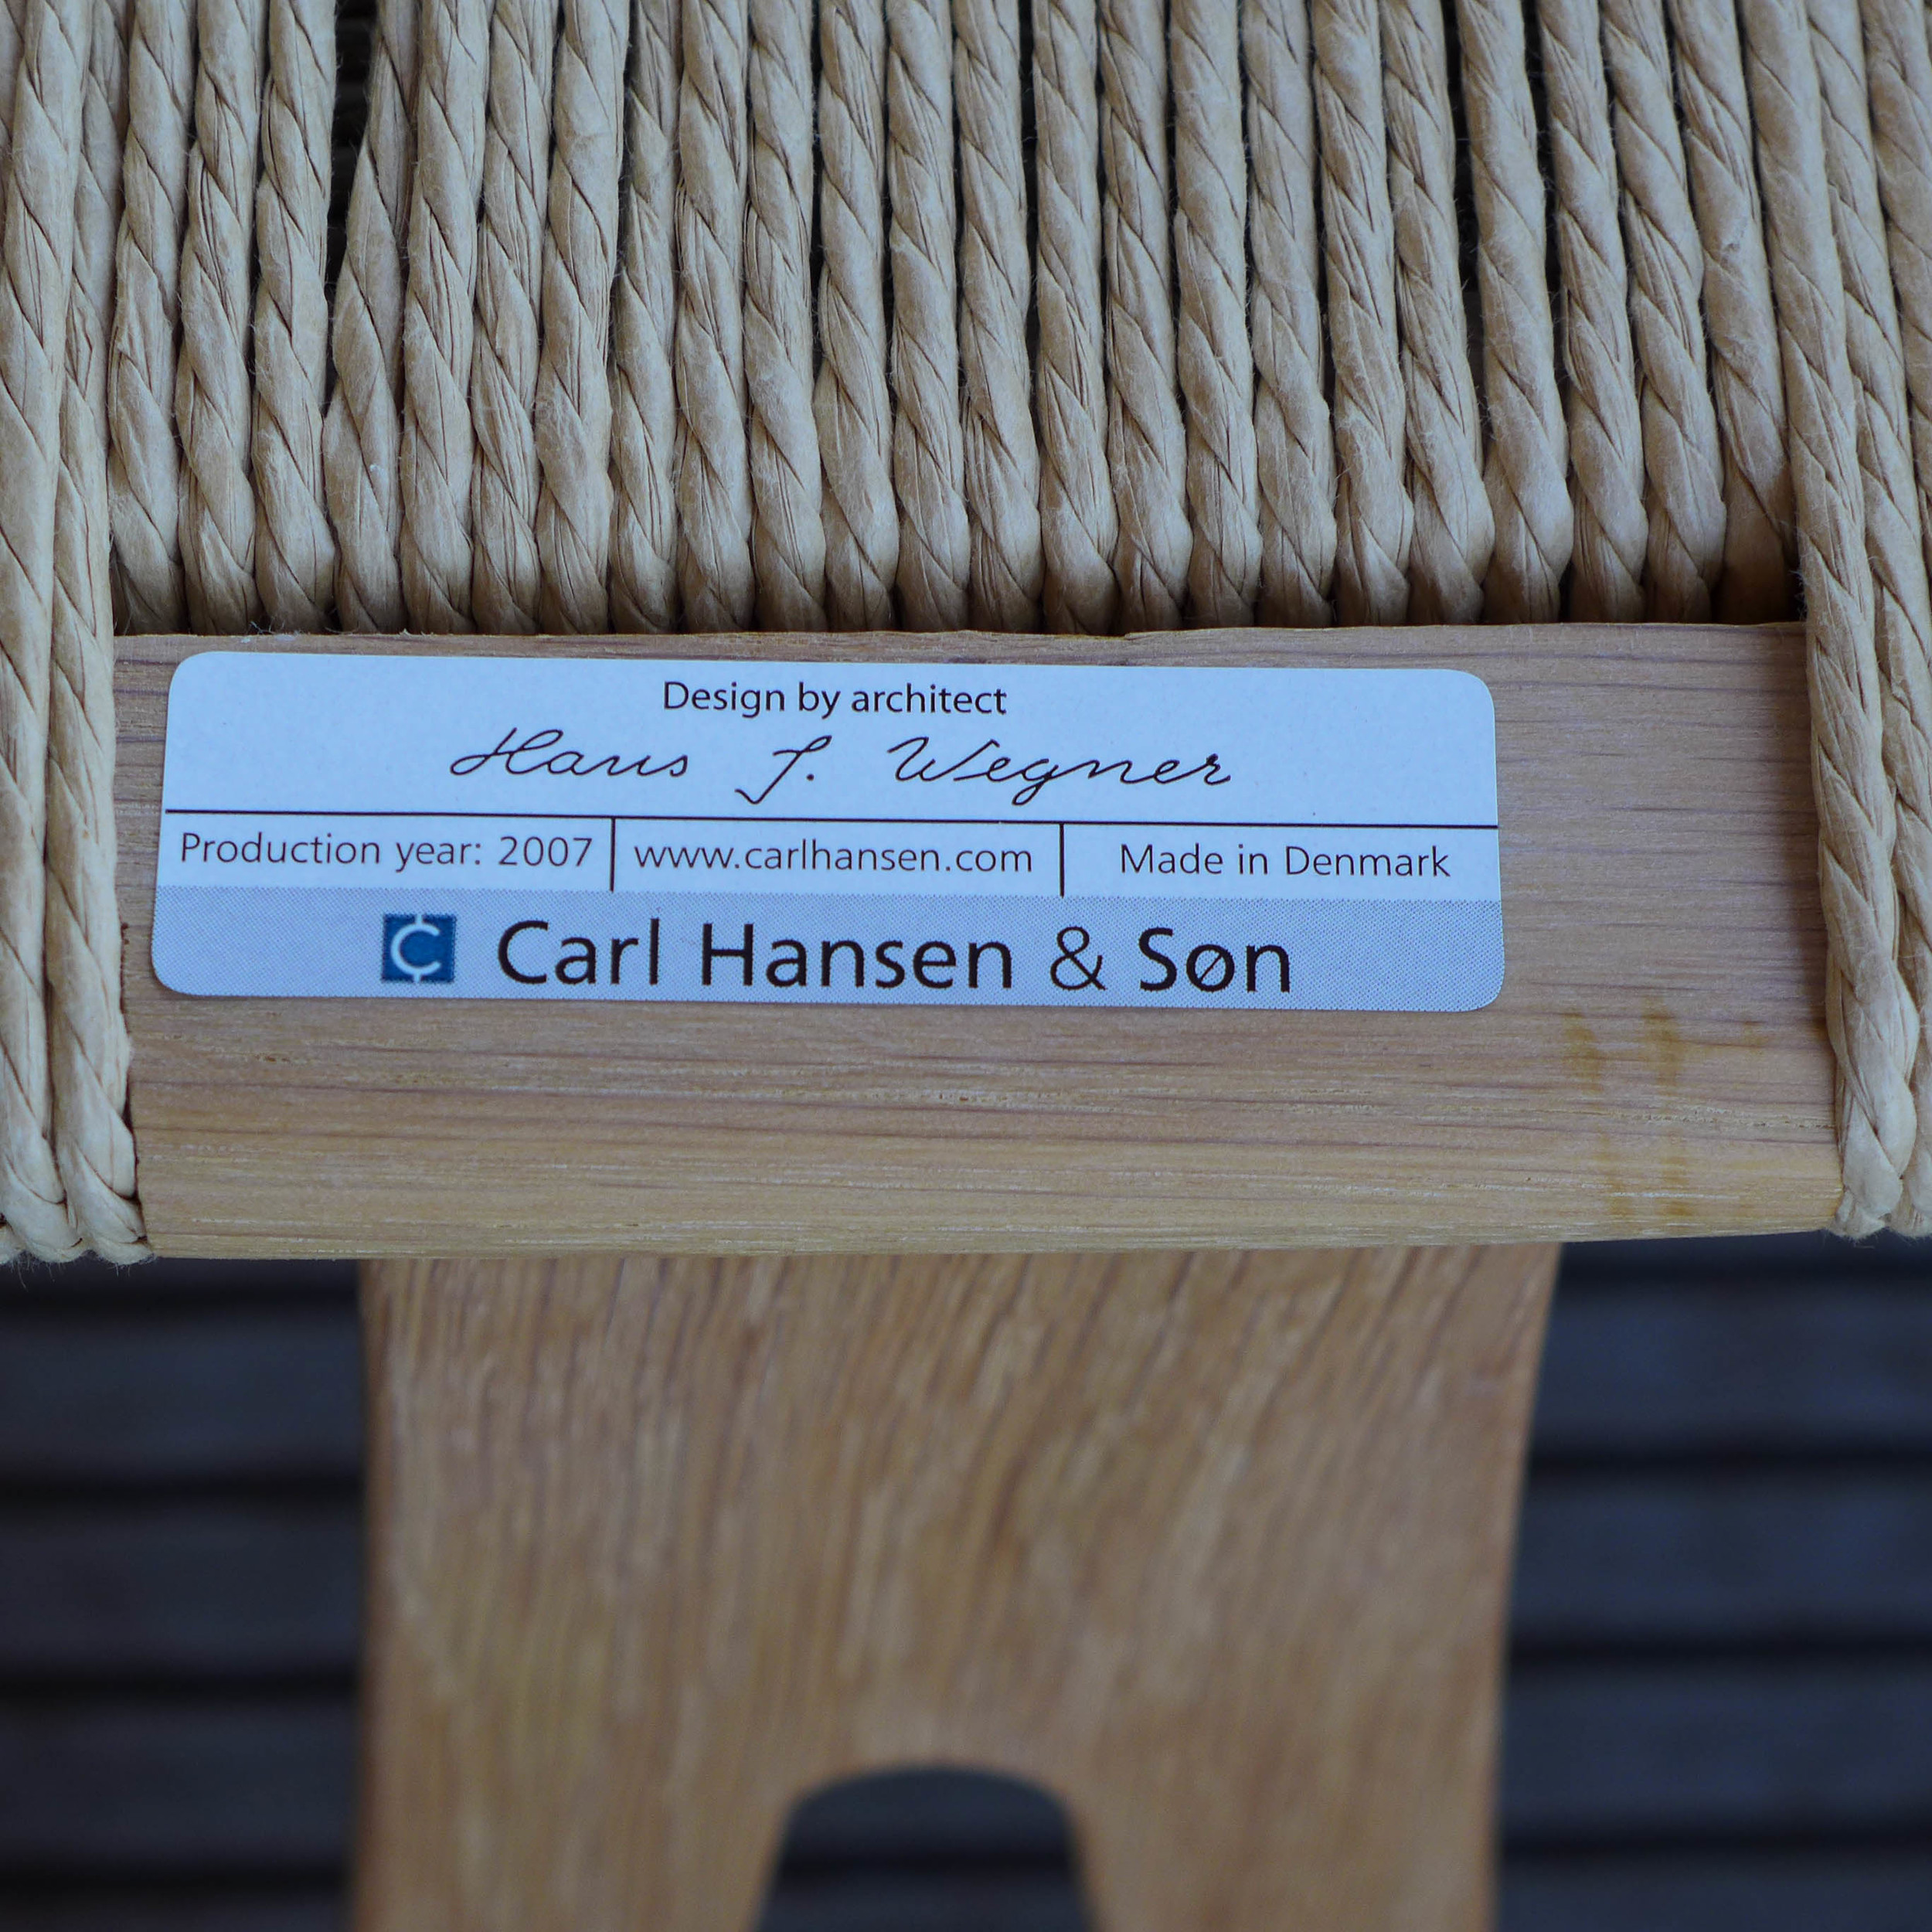 Design by architect
Hans J. Wegner
Production year: 2007 www.carlhansen.com Made in Denmark
Carl Hansen & Søn